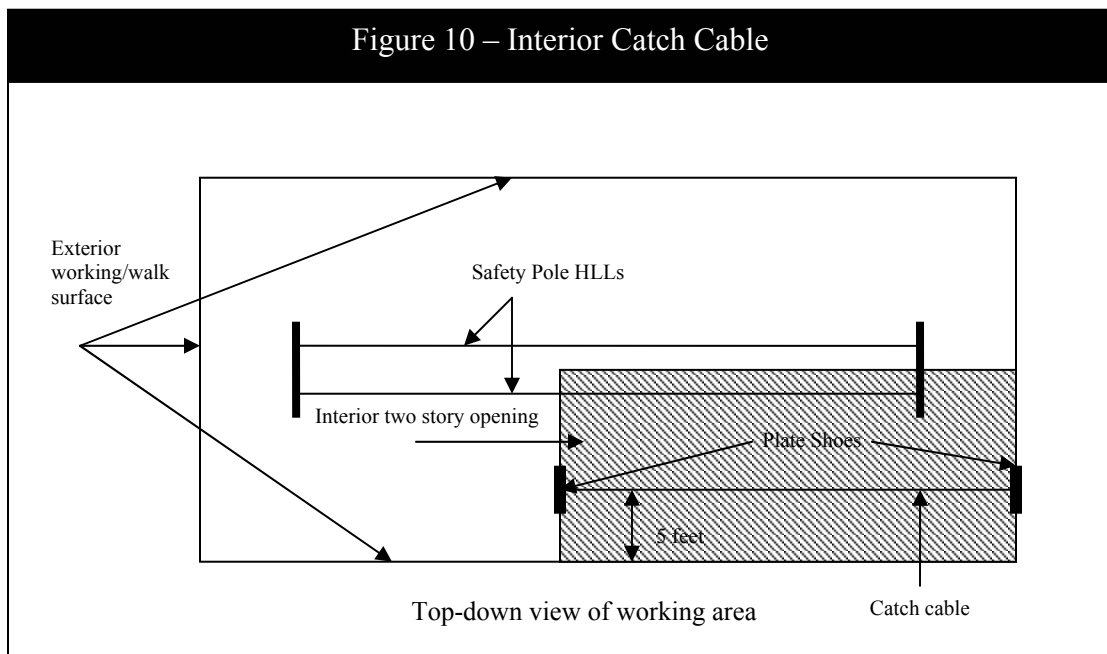 Figure 10 – Interior Catch Cable
Exterior
working/walk
surface
Safety Pole HLLs
Interior two story opening
Plate Shoes
5 feet
Top-down view of working area
Catch cable